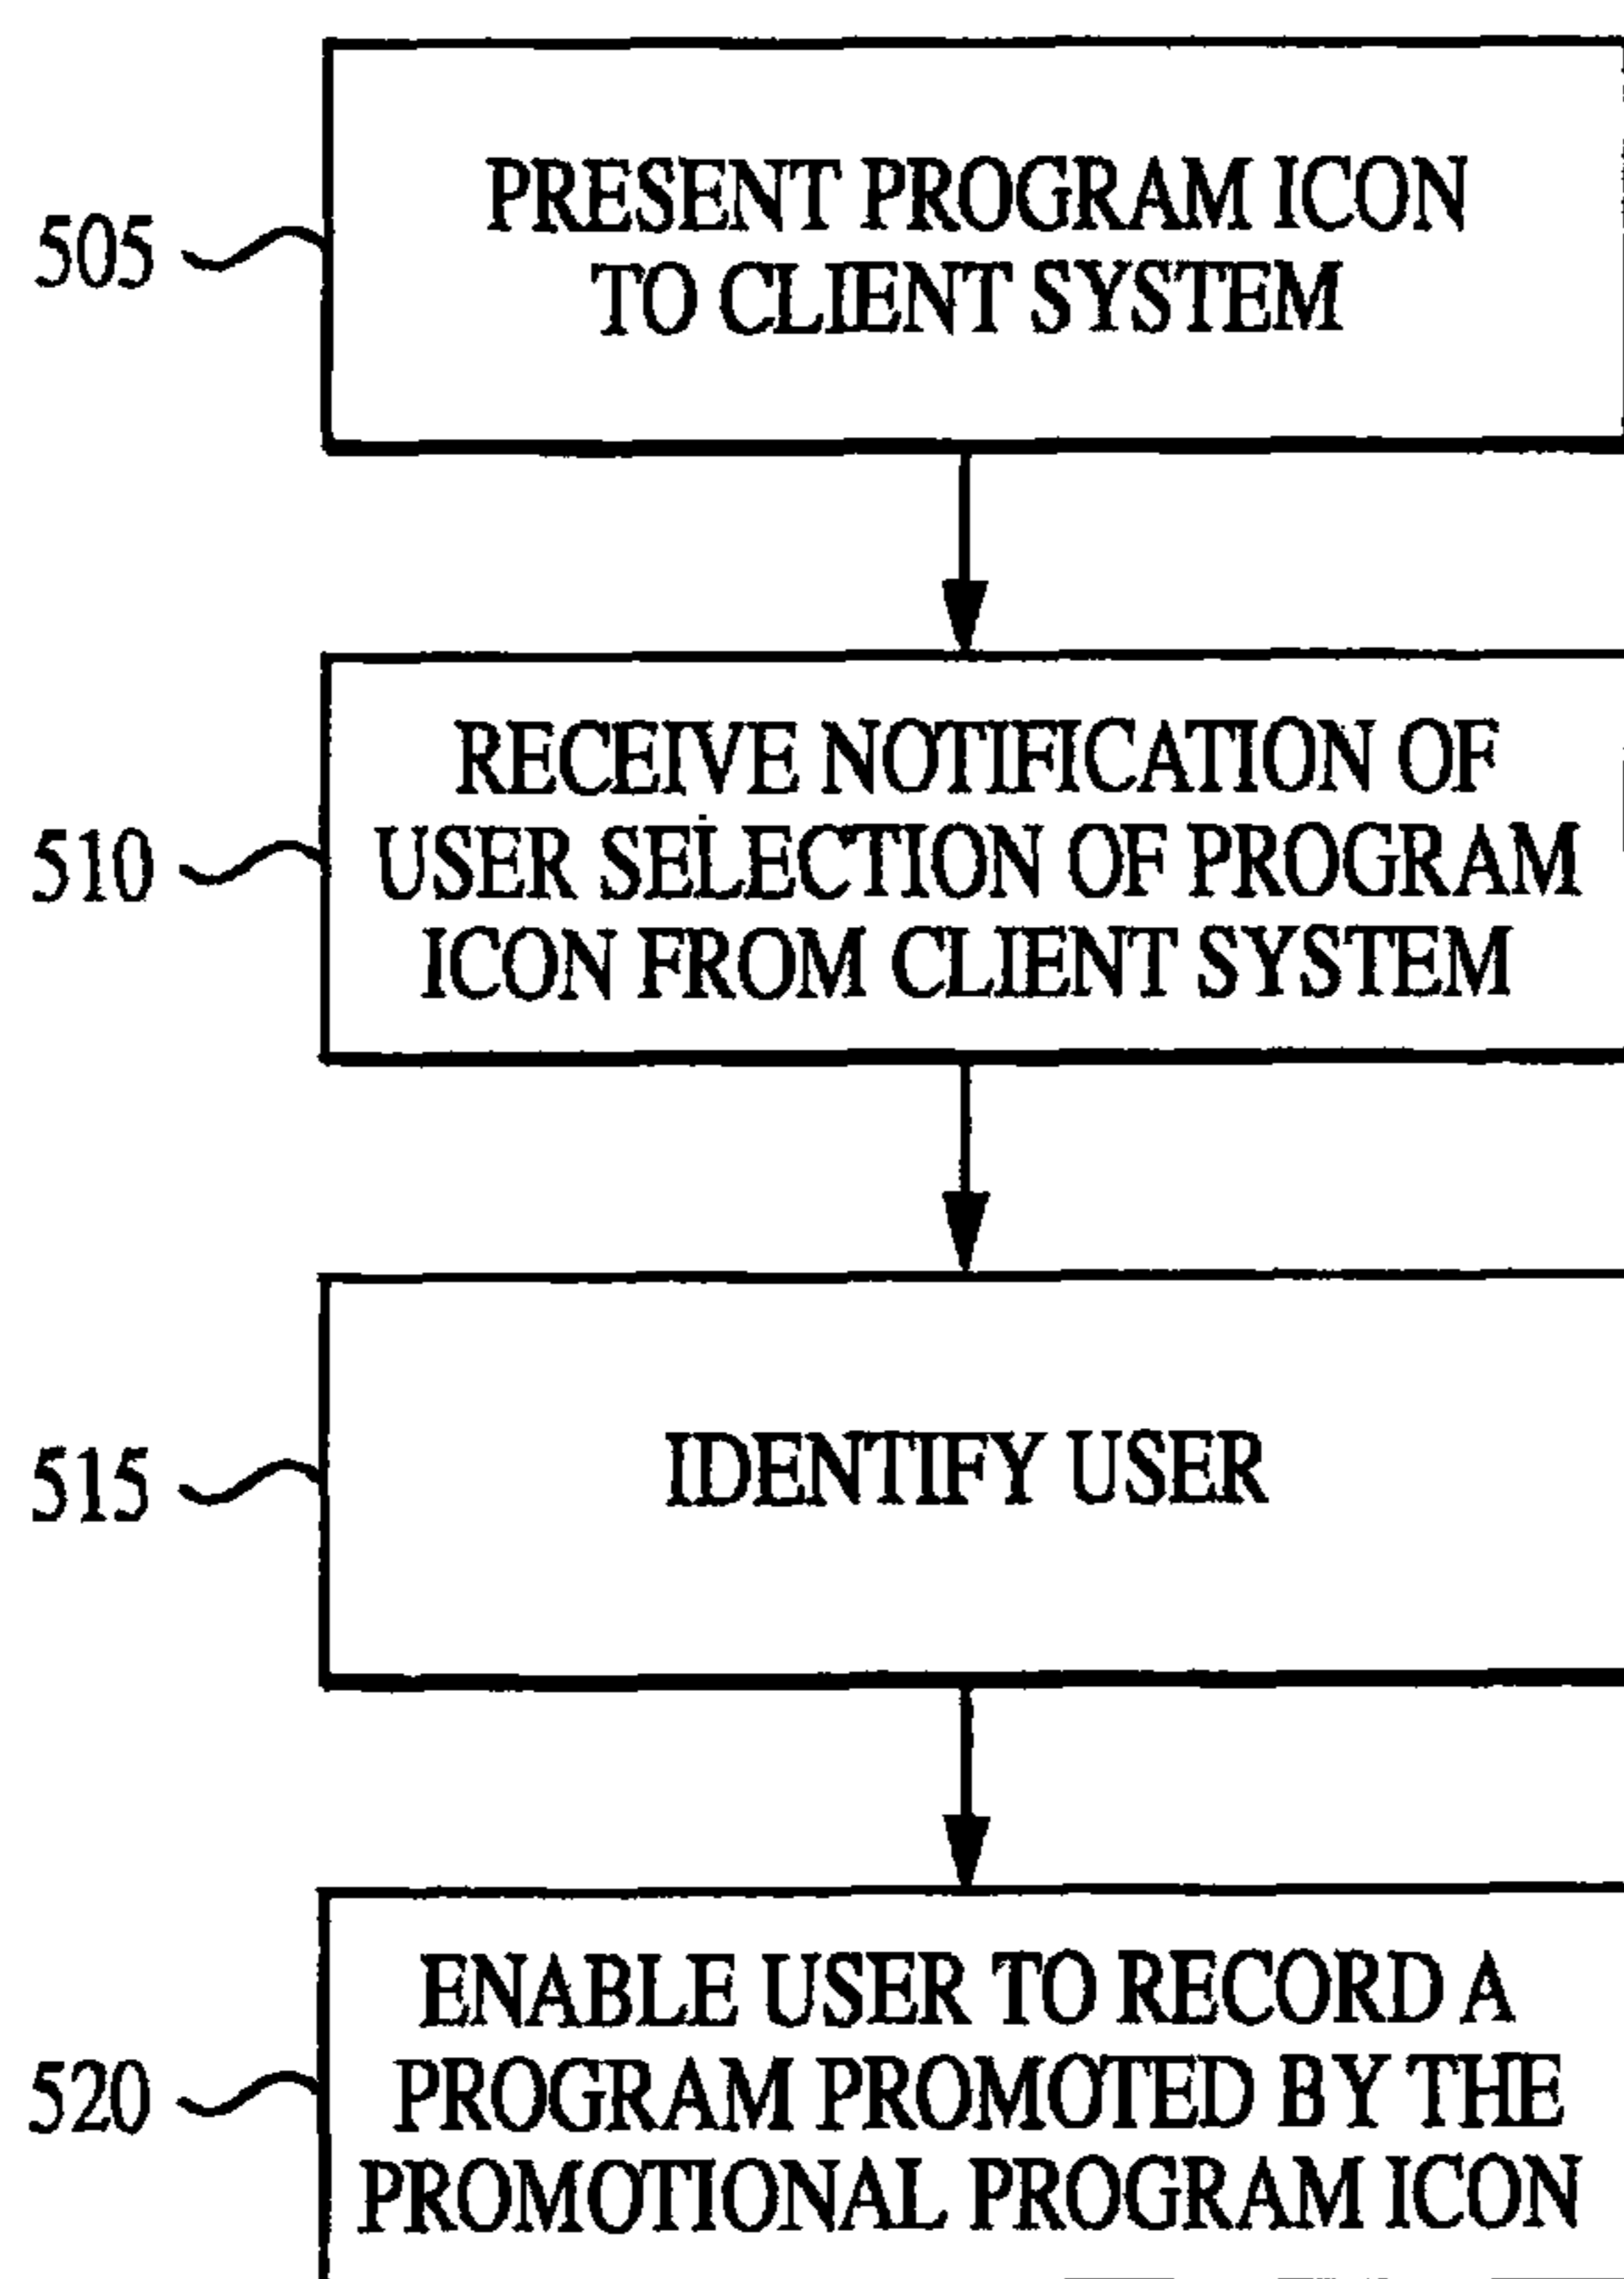 PRESENT PROGRAM ICON
TO CLIENT SYSTEM
505
RECEIVE NOTIFICATION OF
USER SELECTION OF PROGRAM
ICON FROM CLIENT SYSTEM
510
IDENTIFY USER
515
ENABLE USER TO RECORD A
PROGRAM PROMOTED BY THE
PROMOTIONAL PROGRAM ICON
520